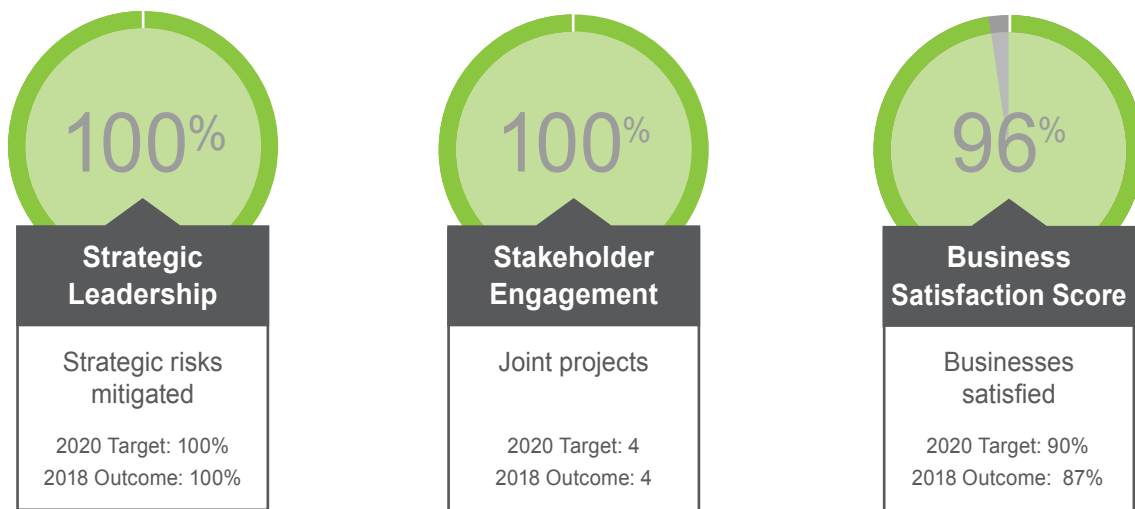 100%
Strategic
Leadership
Strategic risks
mitigated
2020 Target: 100%
2018 Outcome: 100%
100%
Stakeholder
Engagement
Joint projects
2020 Target: 4
2018 Outcome: 4
96%
Business
Satisfaction Score
Businesses
satisfied
2020 Target: 90%
2018 Outcome: 87%